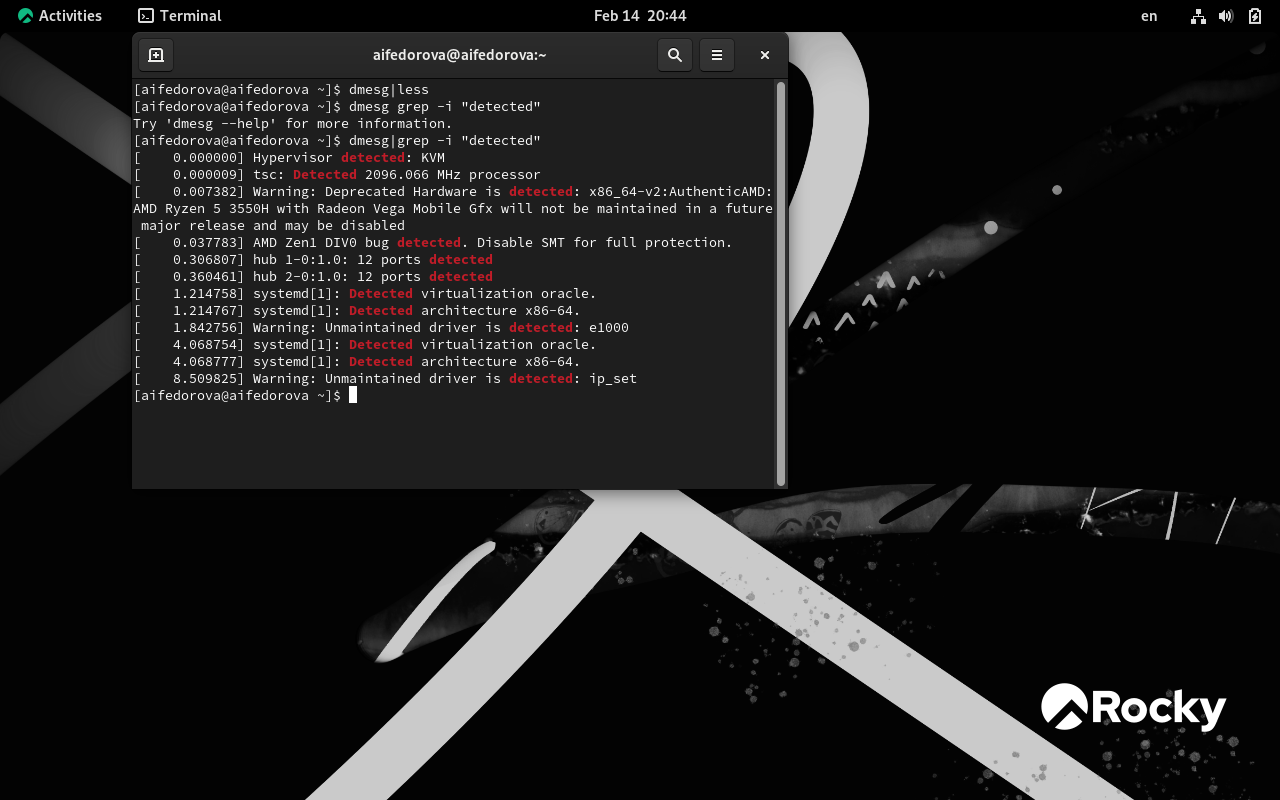 Activities Terminal Feb 14 20:44 en
aifedorova@aifedorova:~
[aifedorova@aifedorova ~]$ dmesg|less
[aifedorova@aifedorova ~]$ dmesg grep -i "detected"
Try 'dmesg --help' for more information.
[aifedorova@aifedorova ~]$ dmesg|grep -i "detected"
[    0.000000] Hypervisor detected: KVM
[    0.000009] tsc: Detected 2096.066 MHz processor
[    0.007382] Warning: Deprecated Hardware is detected: x86_64-v2:AuthenticAMD:
AMD Ryzen 5 3550H with Radeon Vega Mobile Gfx will not be maintained in a future
 major release and may be disabled
[    0.037783] AMD Zen1 DIV0 bug detected. Disable SMT for full protection.
[    0.306807] hub 1-0:1.0: 12 ports detected
[    0.360461] hub 2-0:1.0: 12 ports detected
[    1.214758] systemd[1]: Detected virtualization oracle.
[    1.214767] systemd[1]: Detected architecture x86-64.
[    1.842756] Warning: Unmaintained driver is detected: e1000
[    4.068754] systemd[1]: Detected virtualization oracle.
[    4.068777] systemd[1]: Detected architecture x86-64.
[    8.509825] Warning: Unmaintained driver is detected: ip_set
[aifedorova@aifedorova ~]$
Rocky